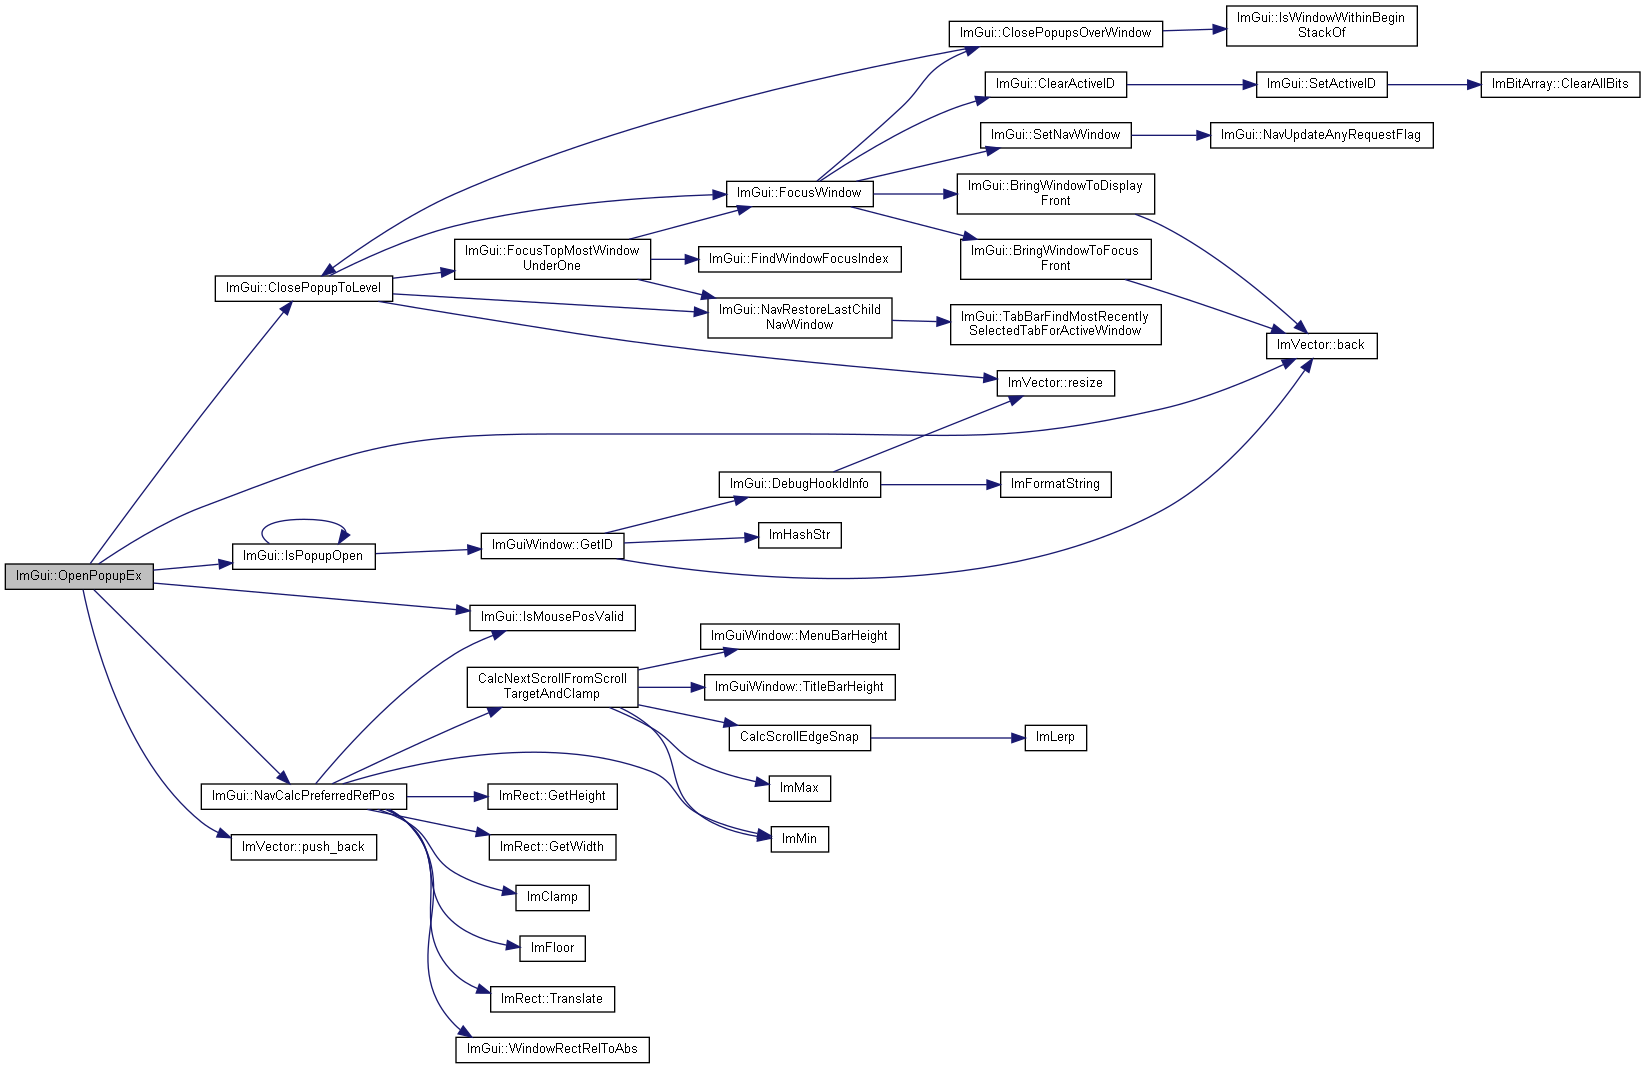 ImGui::ClosePopupsOverWindow
ImGui::IsWindowWithinBegin
StackOf
ImGui::ClearActiveID
ImGui::SetActiveID
ImBitArray::ClearAllBits
ImGui::SetNavWindow
ImGui::NavUpdateAnyRequestFlag
ImGui::FocusWindow
ImGui::BringWindowToDisplay
Front
ImGui::FocusTopMostWindow
UnderOne
ImGui::FindWindowFocusIndex
ImGui::BringWindowToFocus
Front
ImGui::ClosePopupToLevel
ImGui::NavRestoreLastChild
NavWindow
ImGui::TabBarFindMostRecently
SelectedTabForActiveWindow
ImVector::back
ImVector::resize
ImGui::DebugHookIdInfo
ImFormatString
ImGui::IsPopupOpen
ImGuiWindow::GetID
ImHashStr
ImGui::OpenPopupEx
ImGui::IsMousePosValid
ImGuiWindow::MenuBarHeight
CalcNextScrollFromScroll
TargetAndClamp
ImGuiWindow::TitleBarHeight
CalcScrollEdgeSnap
ImLerp
ImGui::NavCalcPreferredRefPos
ImRect::GetHeight
ImMax
ImVector::push_back
ImRect::GetWidth
ImMin
ImClamp
ImFloor
ImRect::Translate
ImGui::WindowRectRelToAbs